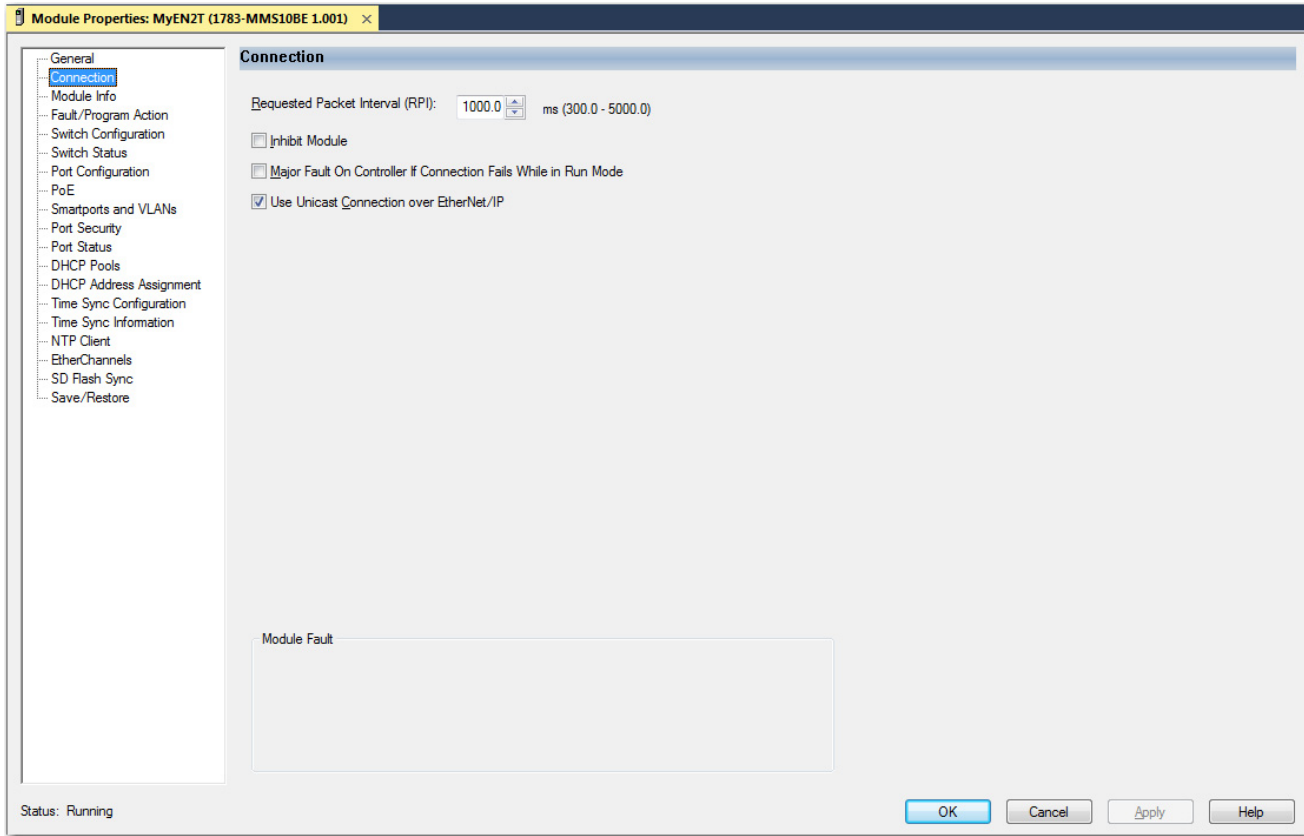 Module Properties: MyEN2T (1783-MMS10BE 1.001) ×
General
Connection
Module Info
Fault/Program Action
Switch Configuration
Switch Status
Port Configuration
PoE
Smartports and VLANs
Port Security
Port Status
DHCP Pools
DHCP Address Assignment
Time Sync Configuration
Time Sync Information
NTP Client
EtherChannels
SD Flash Sync
Save/Restore
Connection
Requested Packet Interval (RPI): 1000.0 ms (300.0 - 5000.0)
Inhibit Module
Major Fault On Controller If Connection Fails While in Run Mode
Use Unicast Connection over EtherNet/IP
Module Fault
Status: Running
OK Cancel Apply Help